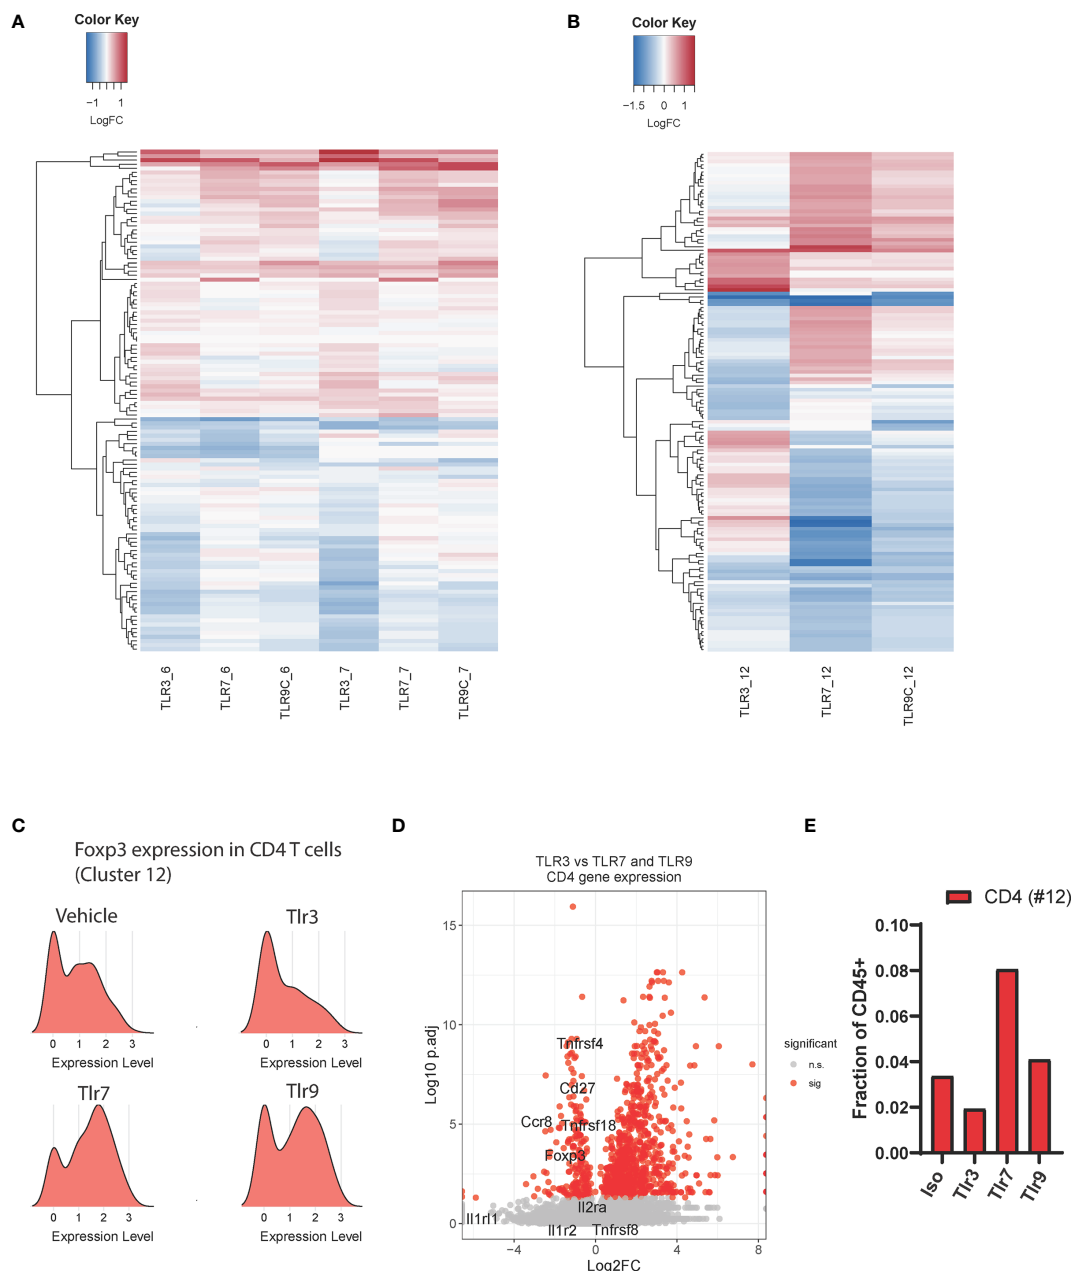 A
Color Key
−1 1
LogFC
TLR3_6
TLR7_6
TLR9C_6
TLR3_7
TLR7_7
TLR9C_7
B
Color Key
−1.5 0 1
LogFC
TLR3_12
TLR7_12
TLR9C_12
C
Foxp3 expression in CD4 T cells
(Cluster 12)
Vehicle
0 1 2 3
Expression Level
Tlr3
0 1 2 3
Expression Level
Tlr7
0 1 2 3
Expression Level
Tlr9
0 1 2 3
Expression Level
D
TLR3 vs TLR7 and TLR9
CD4 gene expression
Log10 p.adj
15
10
5
0
Tnfrsf4
Cd27
Ccr8
Tnfrsf18
Foxp3
Il2ra
Il1rl1
Il1r2
Tnfrsf8
−4 0 4 8
Log2FC
significant
n.s.
sig
E
CD4 (#12)
Fraction of CD45+
0.10
0.08
0.06
0.04
0.02
0.00
Iso
Tlr3
Tlr7
Tlr9